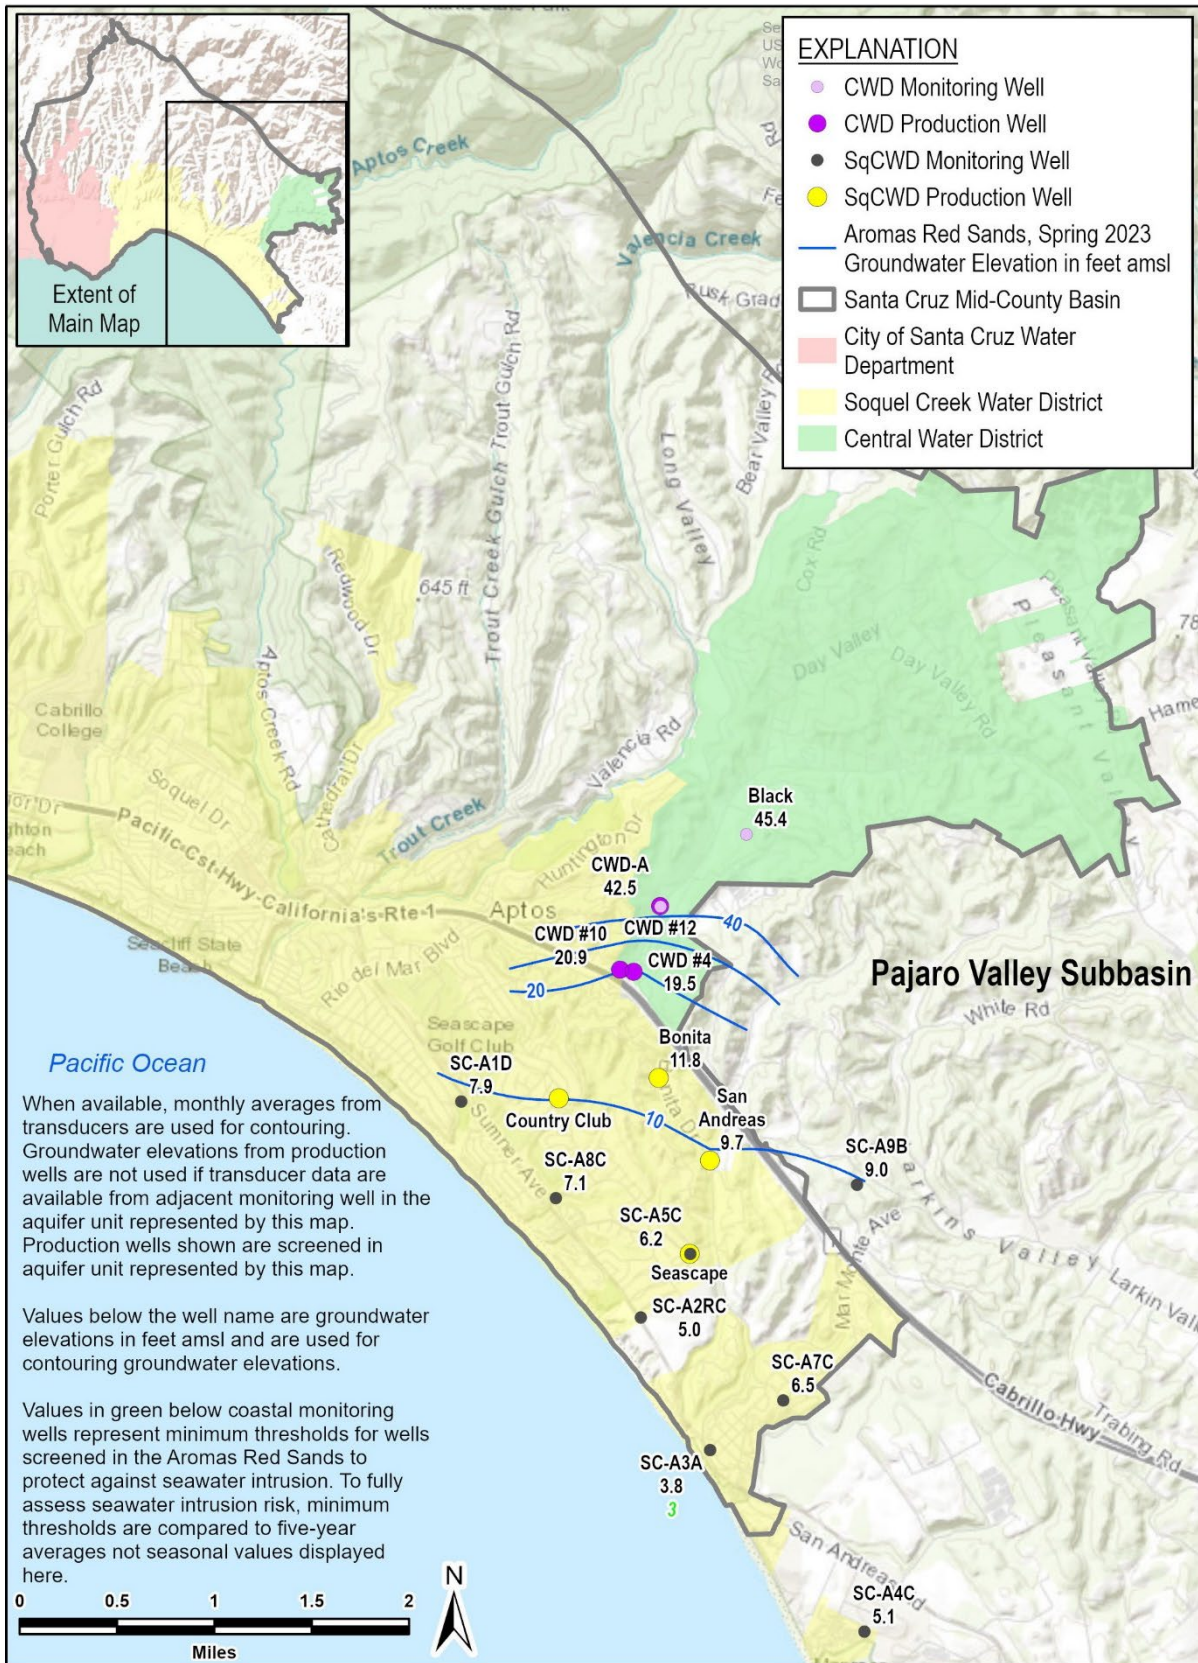 Extent of
Main Map
EXPLANATION
CWD Monitoring Well
CWD Production Well
SqCWD Monitoring Well
SqCWD Production Well
Aromas Red Sands, Spring 2023
Groundwater Elevation in feet amsl
Santa Cruz Mid-County Basin
City of Santa Cruz Water
Department
Soquel Creek Water District
Central Water District
Aptos Creek
Valencia Creek
Rusk Grad
Porter Gulch Rd
Trout Creek Gulch Trout Gulch Rd
Long Valley
Bear Valley
Cox Rd
Redwood Dr
645 ft
Pleasant Valley
Day Valley
Day Valley Rd
78
Hame
Aptos Creek Rd
Cabrillo
College
Soquel Dr
Cathedral Dr
Valencia Rd
Pacific-Cst-Hwy-California's-Rte-1
Trout Creek
Huntington Dr
Black
45.4
CWD-A
42.5
Aptos
40
CWD #10
20.9
CWD #12
CWD #4
19.5
Seacliff State
Beach
Rio del Mar Blvd
20
Pajaro Valley Subbasin
White Rd
Seascape
Golf Club
Bonita
11.8
Bonita Dr
SC-A1D
7.9
Country Club
10
San
Andreas
9.7
Sumner Ave
SC-A8C
7.1
SC-A9B
9.0
Larkins Valley
Larkin Vall
Mar Monte Ave
SC-A5C
6.2
Seascape
SC-A2RC
5.0
SC-A7C
6.5
Cabrillo-Hwy
Trabing Rd
SC-A3A
3.8
3
San Andreas Rd
SC-A4C
5.1
Pacific Ocean
When available, monthly averages from
transducers are used for contouring.
Groundwater elevations from production
wells are not used if transducer data are
available from adjacent monitoring well in the
aquifer unit represented by this map.
Production wells shown are screened in
aquifer unit represented by this map.
Values below the well name are groundwater
elevations in feet amsl and are used for
contouring groundwater elevations.
Values in green below coastal monitoring
wells represent minimum thresholds for wells
screened in the Aromas Red Sands to
protect against seawater intrusion. To fully
assess seawater intrusion risk, minimum
thresholds are compared to five-year
averages not seasonal values displayed
here.
N
0 0.5 1 2
Miles